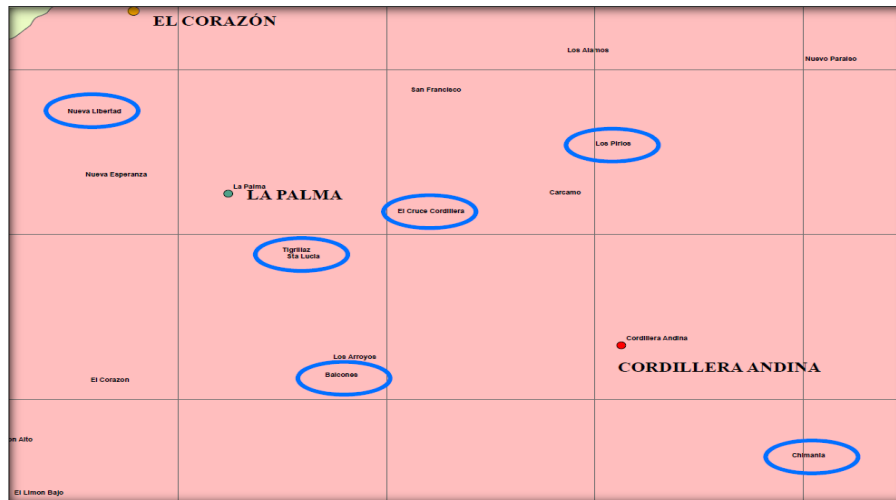 EL CORAZÓN
Los Alamos
Nuevo Paraiso
San Francisco
Nueva Libertad
Los Pirios
Nueva Esperanza
La Palma
LA PALMA
Carcamo
El Cruce Cordillera
Tigrillaz
Sta Lucia
Cordillera Andina
Los Arroyos
CORDILLERA ANDINA
Balcones
El Corazon
on Alto
Chimania
El Limon Bajo